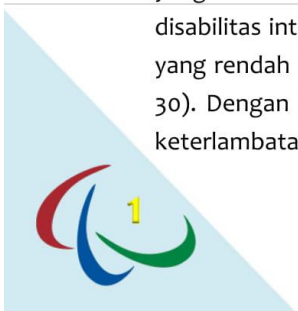 disabilitas int
yang rendah
30). Dengan
keterlambata
1